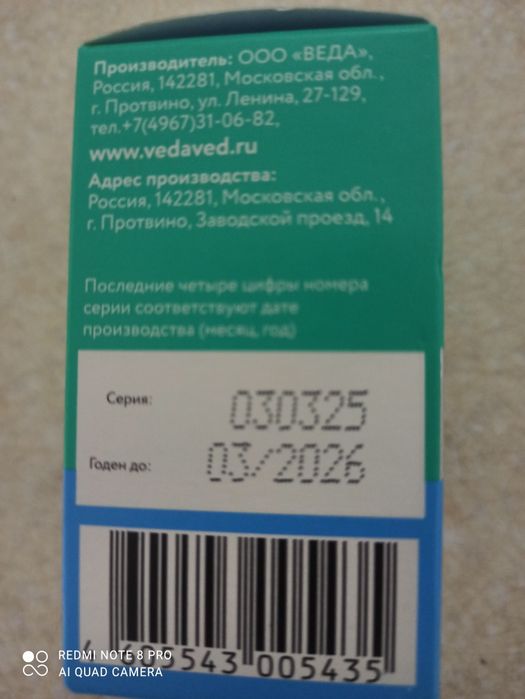 Производитель: ООО «ВЕДА»,
Россия, 142281, Московская обл.,
г. Протвино, ул. Ленина, 27-129,
тел.+7(4967)31-06-82,
www.vedaved.ru
Адрес производства:
Россия, 142281, Московская обл.,
г. Протвино, Заводской проезд, 14
Последние четыре цифры номера
серии соответствуют дате
производства (месяц, год)
Серия: 030325
Годен до: 03/2026
4 605543 005435
REDMI NOTE 8 PRO
AI QUAD CAMERA